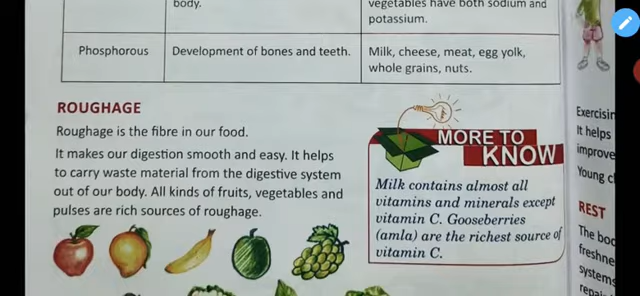 body.
vegetables have both sodium and
potassium.
Phosphorous
Development of bones and teeth.
Milk, cheese, meat, egg yolk,
whole grains, nuts.
ROUGHAGE
Roughage is the fibre in our food.
It makes our digestion smooth and easy. It helps
to carry waste material from the digestive system
out of our body. All kinds of fruits, vegetables and
pulses are rich sources of roughage.
MORE TO
KNOW
Milk contains almost all
vitamins and minerals except
vitamin C. Gooseberries
(amla) are the richest source of
vitamin C.
It helps
improve
Young
REST
The